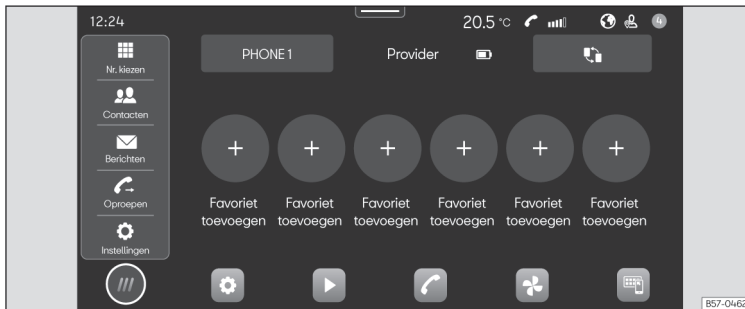 12:24
20.5 °C
4
Nr. kiezen
Contacten
Berichten
Oproepen
Instellingen
PHONE 1
Provider
Favoriet toevoegen
Favoriet toevoegen
Favoriet toevoegen
Favoriet toevoegen
Favoriet toevoegen
Favoriet toevoegen
B57-0462